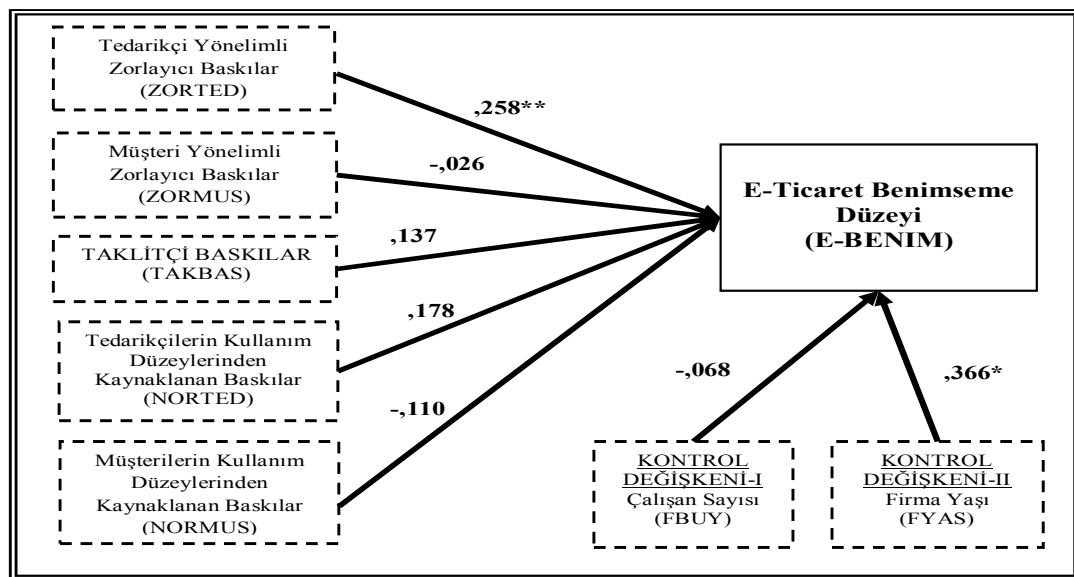 Tedarikçi Yönelimli
Zorlayıcı Baskılar
(ZORTED)
,258**
Müşteri Yönelimli
Zorlayıcı Baskılar
(ZORMUS)
-,026
E-Ticaret Benimseme
Düzeyi
(E-BENIM)
TAKLİTÇİ BASKILAR
(TAKBAS)
,137
Tedarikçilerin Kullanım
Düzeylerinden
Kaynaklanan Baskılar
(NORTED)
,178
-,110
Müşterilerin Kullanım
Düzeylerinden
Kaynaklanan Baskılar
(NORMUS)
-,068
,366*
KONTROL
DEĞİŞKENİ-I
Çalışan Sayısı
(FBUY)
KONTROL
DEĞİŞKENİ-II
Firma Yaşı
(FYAS)